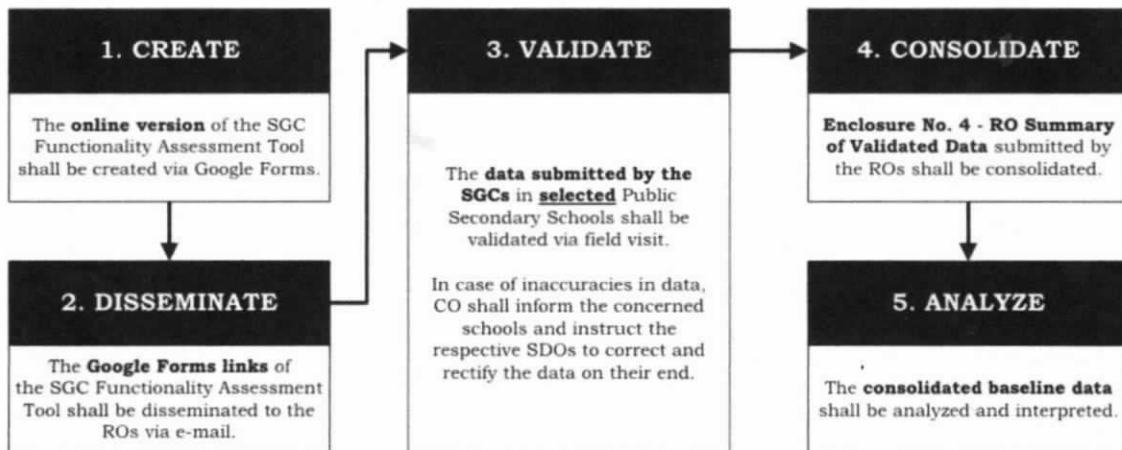 1. CREATE
The online version of the SGC
Functionality Assessment Tool
shall be created via Google Forms.
2. DISSEMINATE
The Google Forms links of
the SGC Functionality Assessment
Tool shall be disseminated to the
ROs via e-mail.
3. VALIDATE
The data submitted by the
SGCs in selected Public
Secondary Schools shall be
validated via field visit.
In case of inaccuracies in data,
CO shall inform the concerned
schools and instruct the
respective SDOs to correct and
rectify the data on their end.
4. CONSOLIDATE
Enclosure No. 4 - RO Summary
of Validated Data submitted by
the ROs shall be consolidated.
5. ANALYZE
The consolidated baseline data
shall be analyzed and interpreted.